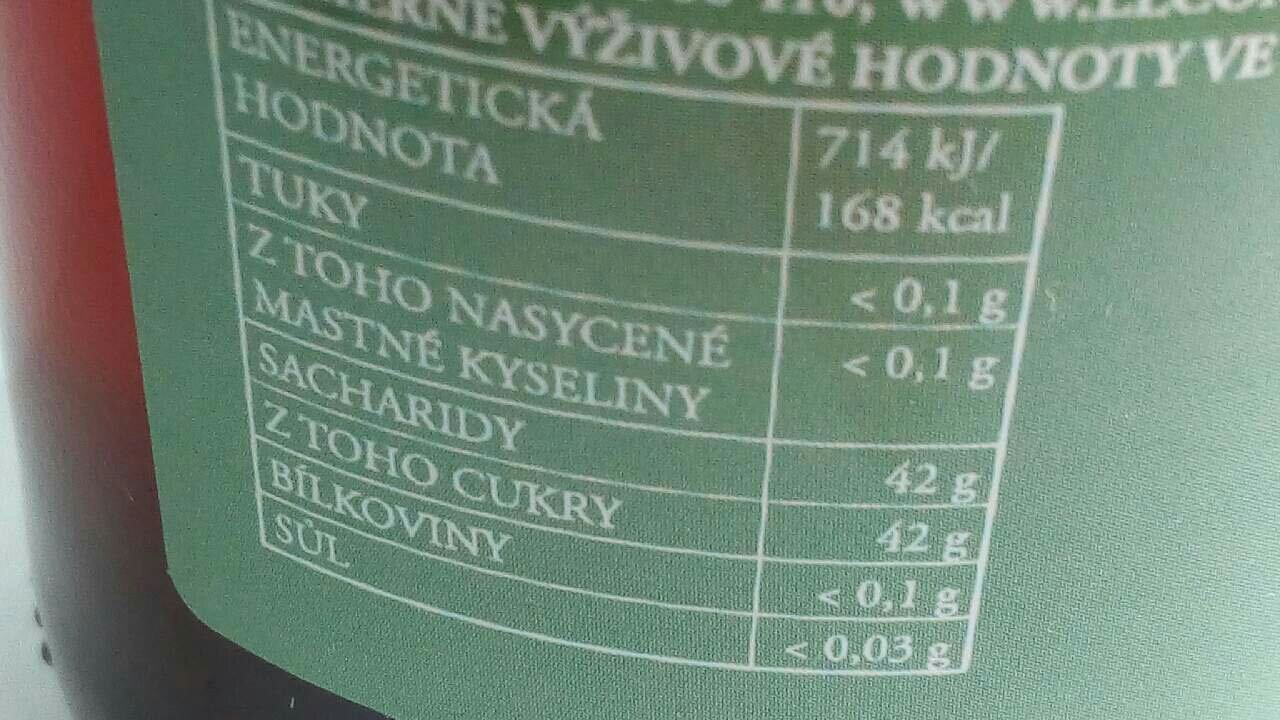 VÝŽIVOVÉ HODNOTY VE
ENERGETICKÁ
HODNOTA
714 kJ/
168 kcal
TUKY
< 0,1 g
Z TOHO NASYCENÉ
MASTNÉ KYSELINY
< 0,1 g
SACHARIDY
42 g
Z TOHO CUKRY
42 g
BÍLKOVINY
< 0,1 g
SŮL
< 0,03 g